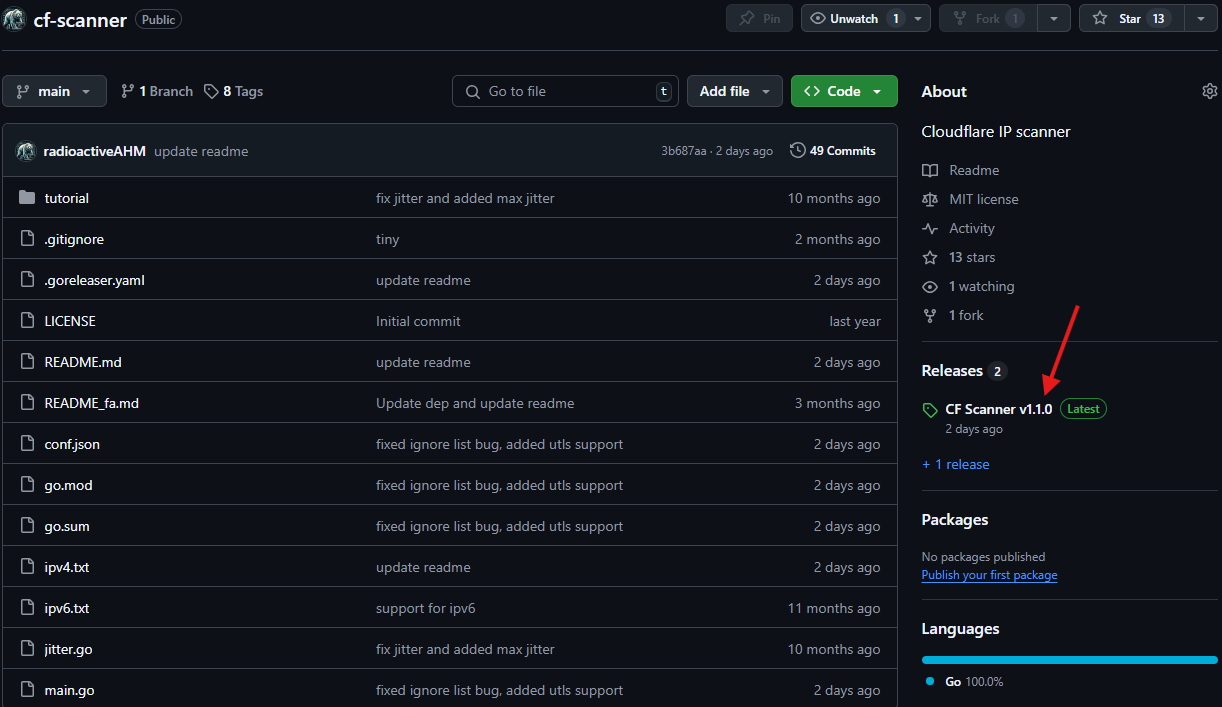 cf-scanner Public
Pin
Unwatch 1
Fork 1
Star 13
main
1 Branch
8 Tags
Go to file t
Add file
<> Code
radioactiveAHM update readme 3b687aa · 2 days ago 49 Commits
tutorial fix jitter and added max jitter 10 months ago
.gitignore tiny 2 months ago
.goreleaser.yaml update readme 2 days ago
LICENSE Initial commit last year
README.md update readme 2 days ago
README_fa.md Update dep and update readme 3 months ago
conf.json fixed ignore list bug, added utls support 2 days ago
go.mod fixed ignore list bug, added utls support 2 days ago
go.sum fixed ignore list bug, added utls support 2 days ago
ipv4.txt update readme 2 days ago
ipv6.txt support for ipv6 11 months ago
jitter.go fix jitter and added max jitter 10 months ago
main.go fixed ignore list bug, added utls support 2 days ago
About
Cloudflare IP scanner
Readme
MIT license
Activity
13 stars
1 watching
1 fork
Releases 2
CF Scanner v1.1.0 Latest
2 days ago
+ 1 release
Packages
No packages published
Publish your first package
Languages
Go 100.0%